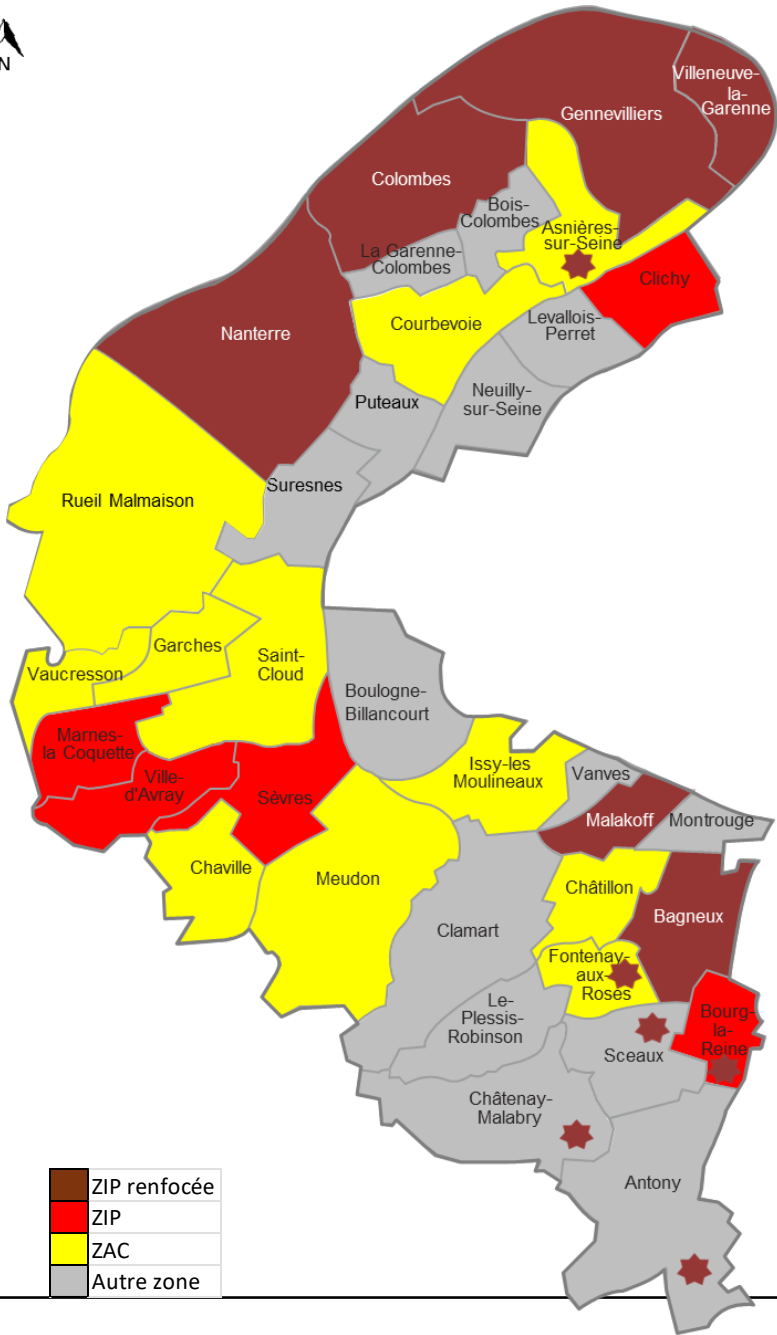 N
Villeneuve-
la-
Garenne
Gennevilliers
Colombes
Bois-
Colombes
Asnières-
sur-Seine
La Garenne-
Colombes
Clichy
Nanterre
Courbevoie
Levallois-
Perret
Puteaux
Neuilly-
sur-Seine
Rueil Malmaison
Suresnes
Garches
Saint-
Cloud
Vaucresson
Boulogne-
Billancourt
Marnes-
la Coquette
Ville-
d'Avray
Sèvres
Issy-les
Moulineaux
Vanves
Malakoff
Montrouge
Chaville
Meudon
Châtillon
Bagneux
Clamart
Fontenay-
aux-
Roses
Le-
Plessis-
Robinson
Bourg-
la-
Reine
Sceaux
Châtenay-
Malabry
Antony
ZIP renfocée
ZIP
ZAC
Autre zone